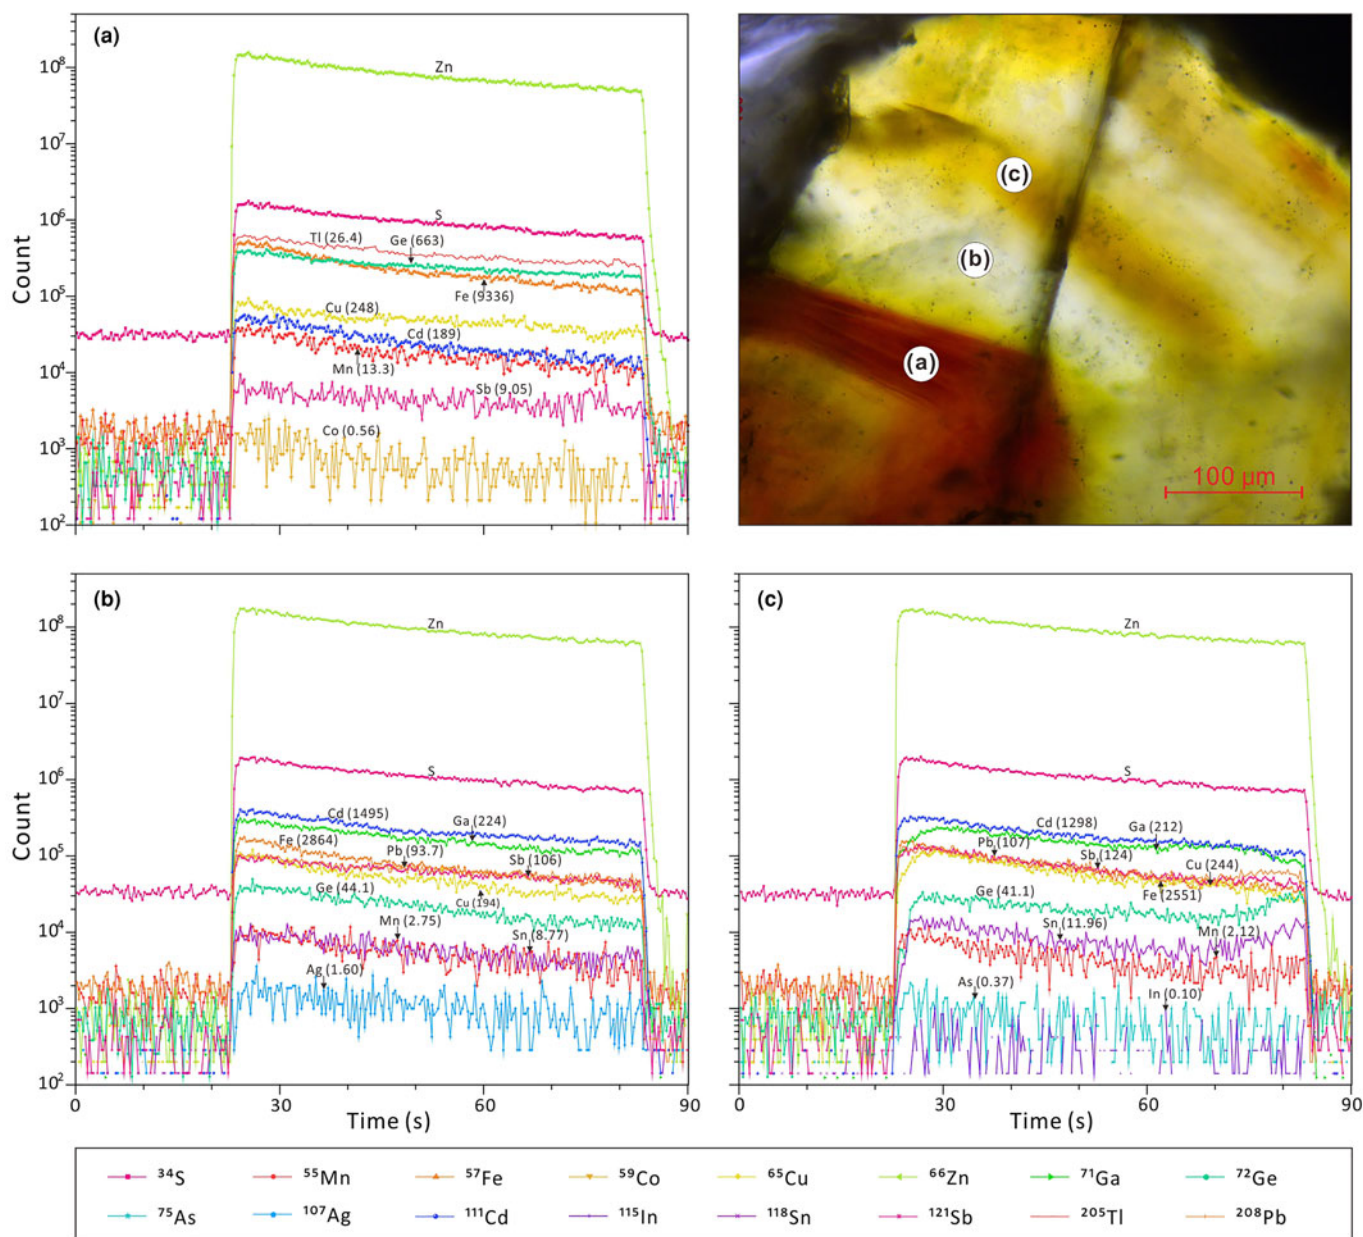 (a)
10⁸
10⁷
10⁶
10⁵
10⁴
10³
10²
Count
Zn
S
Tl (26.4)
Ge (663)
Fe (9336)
Cu (248)
Cd (189)
Mn (13.3)
Sb (9.05)
Co (0.56)
(c)
(b)
(a)
100 μm
(b)
10⁸
10⁷
10⁶
10⁵
10⁴
10³
10²
Count
Zn
S
Cd (1495)
Ga (224)
Fe (2864)
Pb (93.7)
Sb (106)
Ge (44.1)
Cu (194)
Mn (2.75)
Sn (8.77)
Ag (1.60)
0 30 60 90
Time (s)
(c)
Zn
S
Cd (1298)
Ga (212)
Pb (107)
Sb (124)
Cu (244)
Fe (2551)
Ge (41.1)
Sn (11.96)
Mn (2.12)
As (0.37)
In (0.10)
0 30 60 90
Time (s)
³⁴S ⁵⁵Mn ⁵⁷Fe ⁵⁹Co ⁶⁵Cu ⁶⁶Zn ⁷¹Ga ⁷²Ge
⁷⁵As ¹⁰⁷Ag ¹¹¹Cd ¹¹⁵In ¹¹⁸Sn ¹²¹Sb ²⁰⁵Tl ²⁰⁸Pb